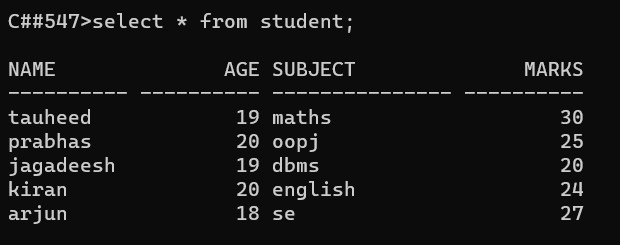 C##547>select * from student;
NAME              AGE SUBJECT              MARKS
---------- ---------- --------------- ----------
tauheed            19 maths                   30
prabhas            20 oopj                    25
jagadeesh          19 dbms                    20
kiran              20 english                 24
arjun              18 se                      27